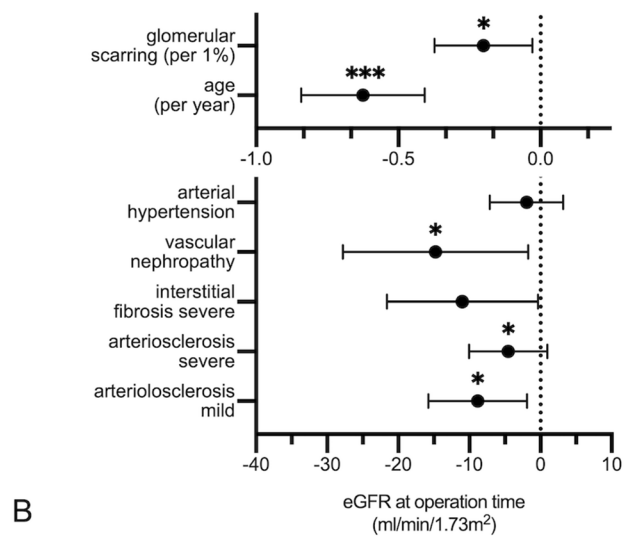 *
glomerular
scarring (per 1%)
***
age
(per year)
-1.0 -0.5 0.0
arterial
hypertension
*
vascular
nephropathy
interstitial
fibrosis severe
*
arteriosclerosis
severe
*
arteriolosclerosis
mild
-40 -30 -20 -10 0 10
eGFR at operation time
(ml/min/1.73m²)
B